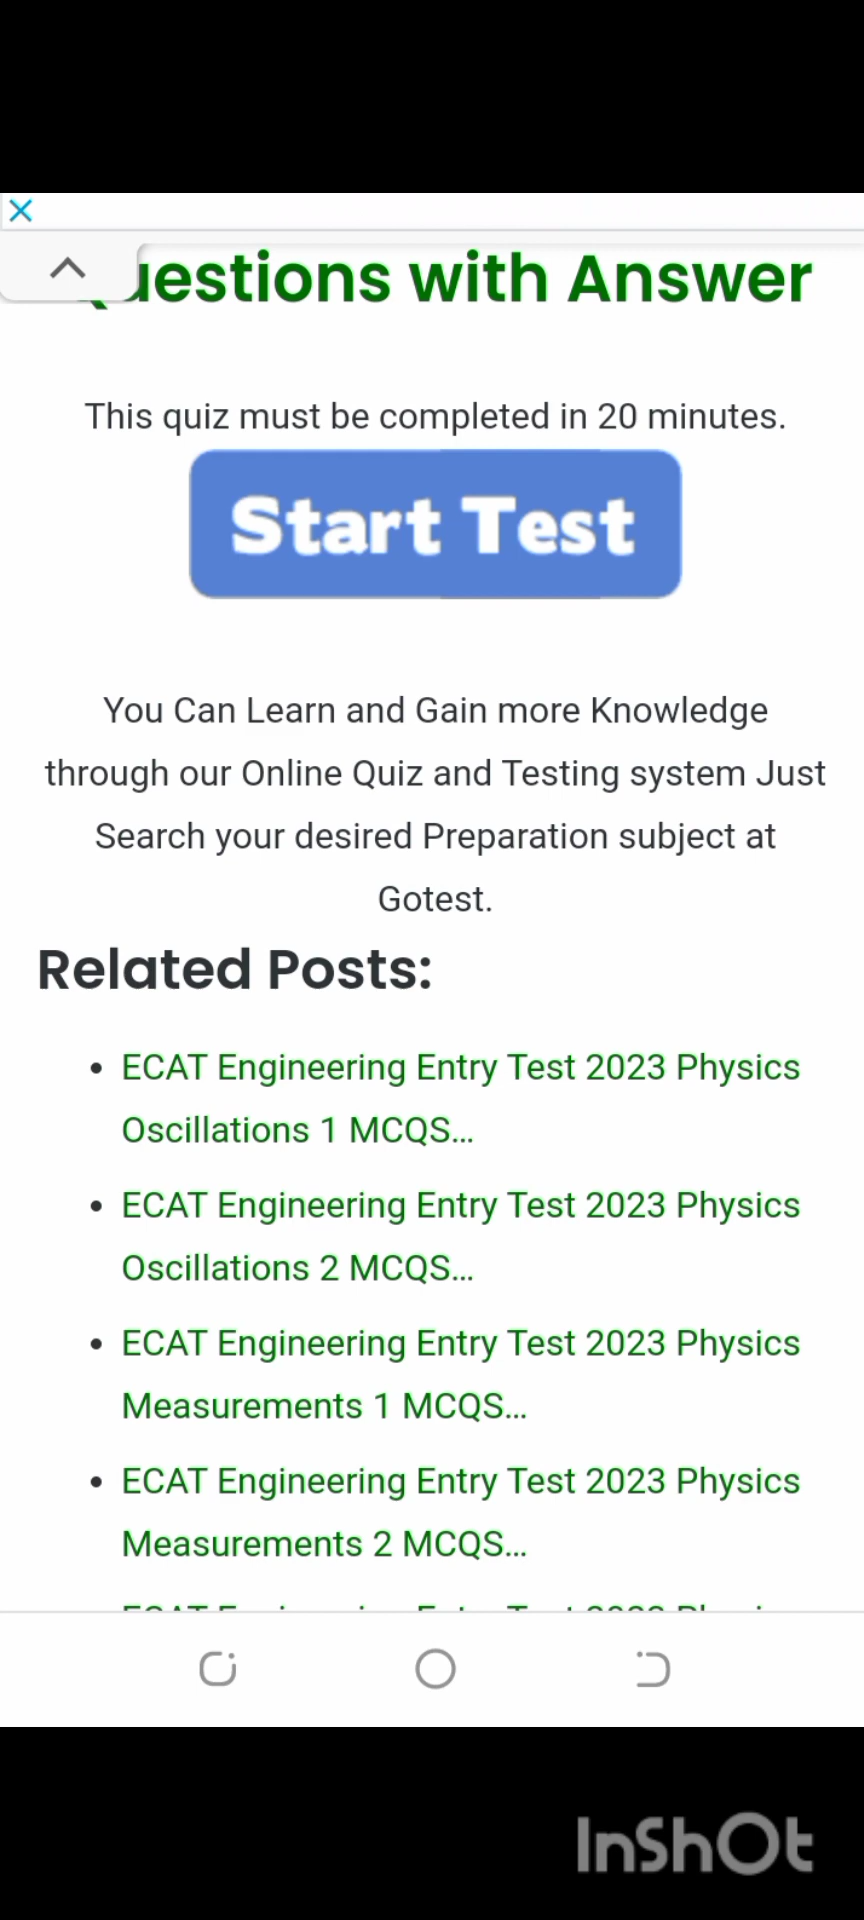 Questions with Answer
This quiz must be completed in 20 minutes.
Start Test
You Can Learn and Gain more Knowledge
through our Online Quiz and Testing system Just
Search your desired Preparation subject at
Gotest.
Related Posts:
• ECAT Engineering Entry Test 2023 Physics
Oscillations 1 MCQS...
• ECAT Engineering Entry Test 2023 Physics
Oscillations 2 MCQS...
• ECAT Engineering Entry Test 2023 Physics
Measurements 1 MCQS...
• ECAT Engineering Entry Test 2023 Physics
Measurements 2 MCQS...
InShOt